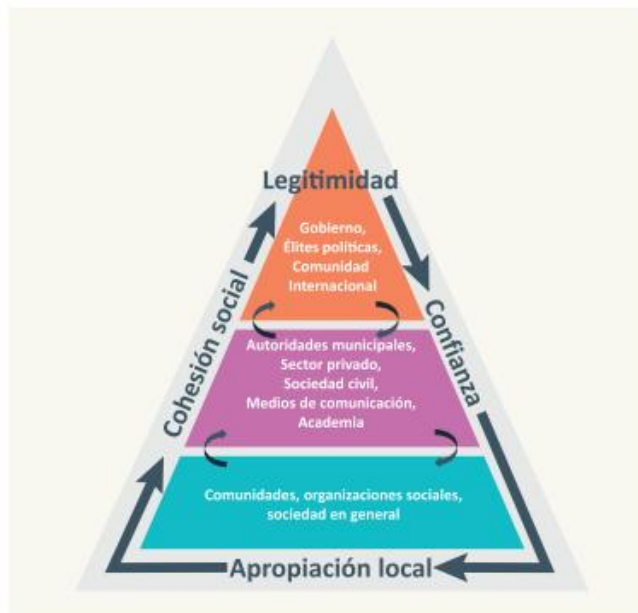 Legitimidad
Gobierno,
Élites políticas,
Comunidad
Internacional
Cohesión social
Confianza
Autoridades municipales,
Sector privado,
Sociedad civil,
Medios de comunicación,
Academia
Comunidades, organizaciones sociales,
sociedad en general
Apropiación local